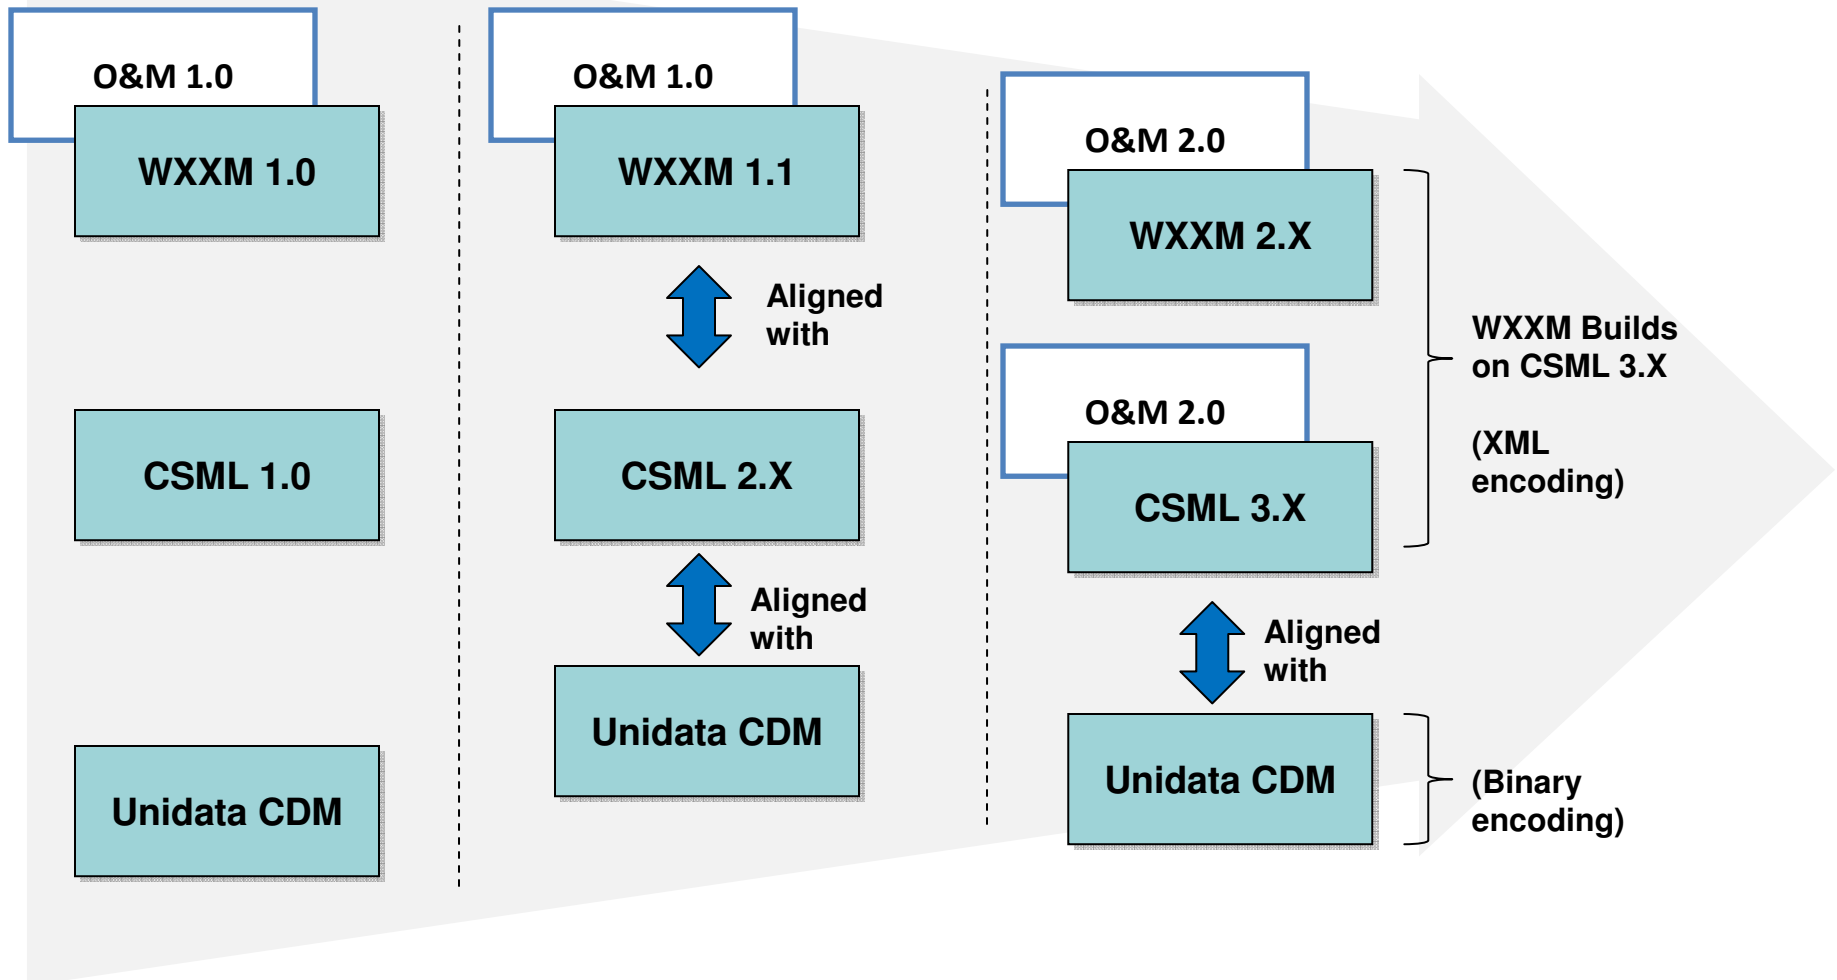 O&M 1.0
WXXM 1.0
CSML 1.0
Unidata CDM
O&M 1.0
WXXM 1.1
Aligned
with
CSML 2.X
Aligned
with
Unidata CDM
O&M 2.0
WXXM 2.X
O&M 2.0
CSML 3.X
Aligned
with
Unidata CDM
WXXM Builds
on CSML 3.X
(XML
encoding)
(Binary
encoding)